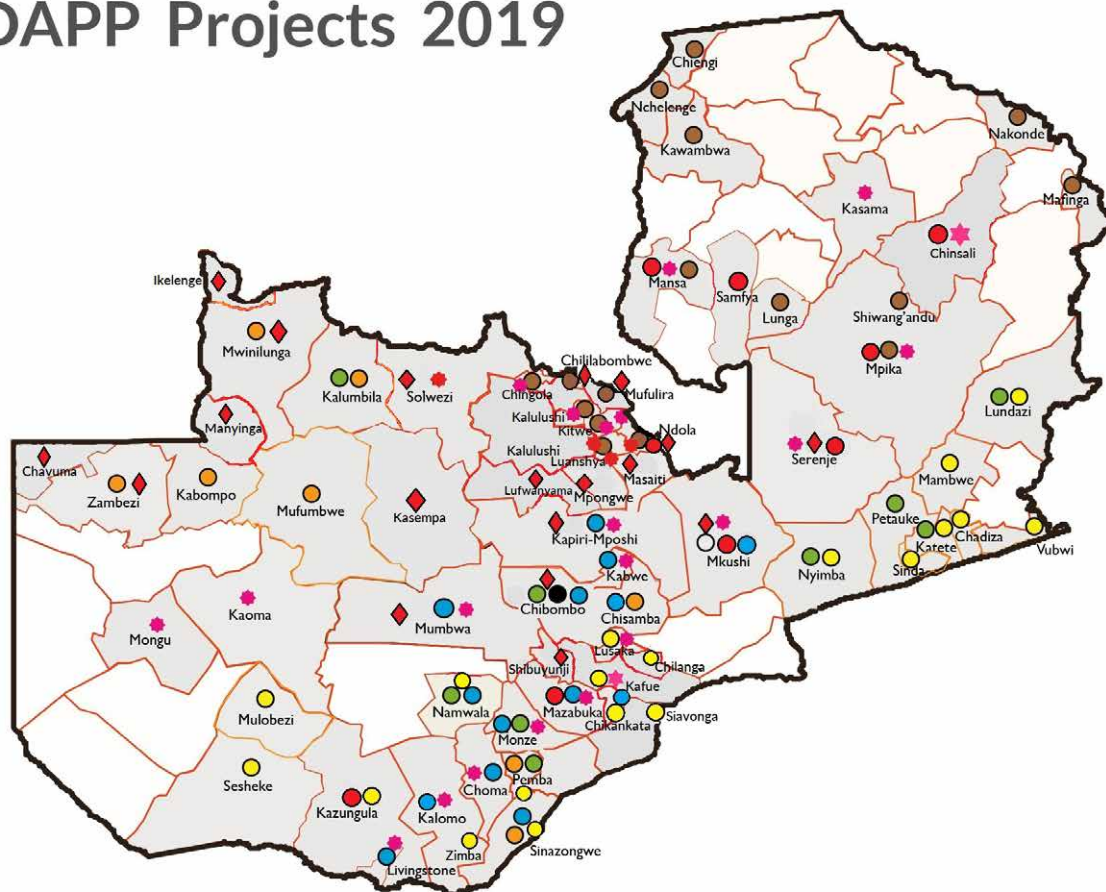 DAPP Projects 2019
Chiengi
Nchelenge
Kawambwa
Nakonde
Mafinga
Kasama
Chinsali
Mansa
Samfya
Lunga
Shiwang'andu
Mpika
Lundazi
Ikelenge
Mwinilunga
Kalumbila
Solwezi
Chililabombwe
Chingola
Mufulira
Kalulushi
Kitwe
Ndola
Kalulushi
Luanshya
Masaiti
Manyinga
Chavuma
Zambezi
Kabompo
Mufumbwe
Kasempa
Lufwanyama
Mpongwe
Serenje
Mambwe
Petauke
Katete
Chadiza
Vubwi
Sinda
Nyimba
Kapiri-Mposhi
Mkushi
Kabwe
Chibombo
Chisamba
Mumbwa
Kaoma
Mongu
Lusaka
Chilanga
Shibuyunji
Kafue
Mulobezi
Namwala
Mazabuka
Chikankata
Siavonga
Monze
Sesheke
Choma
Pemba
Kazungula
Kalomo
Zimba
Sinazongwe
Livingstone